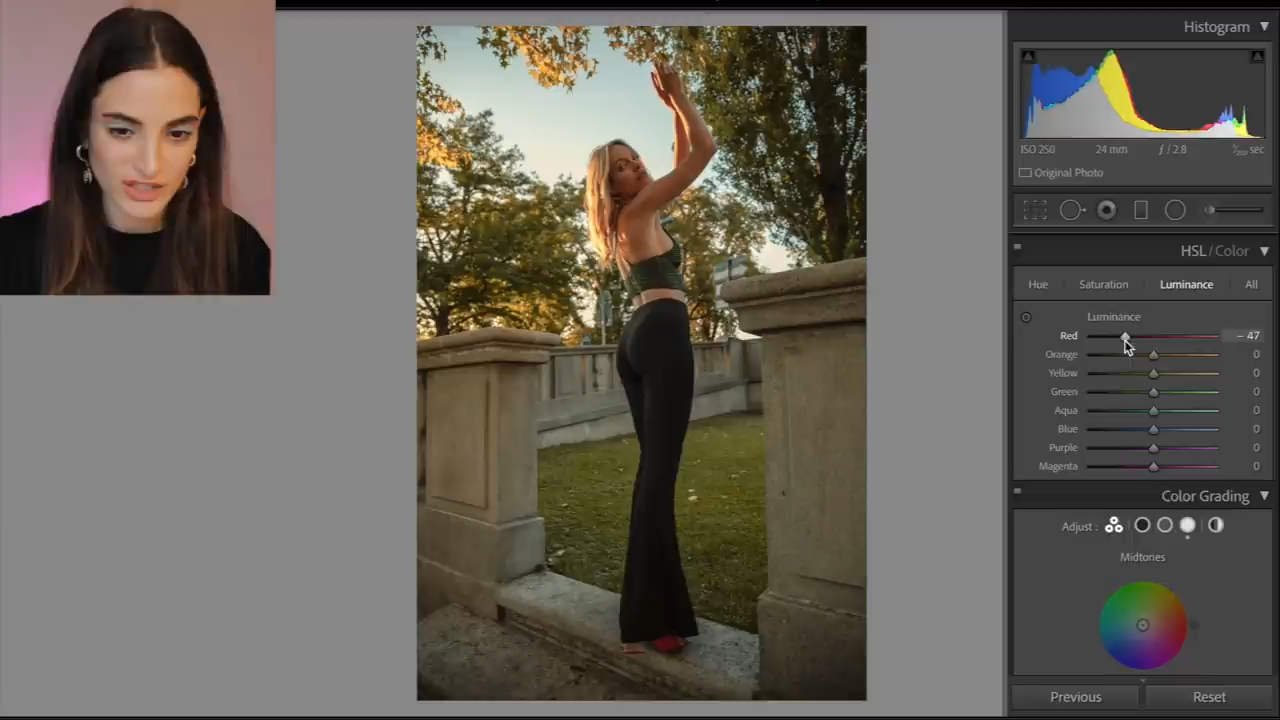 Histogram
ISO 250 24 mm ƒ / 2.8 sec
Original Photo
HSL / Color
Hue Saturation Luminance All
Luminance
Red - 47
Orange 0
Yellow 0
Green 0
Aqua 0
Blue 0
Purple 0
Magenta 0
Color Grading
Adjust :
Midtones
Previous Reset